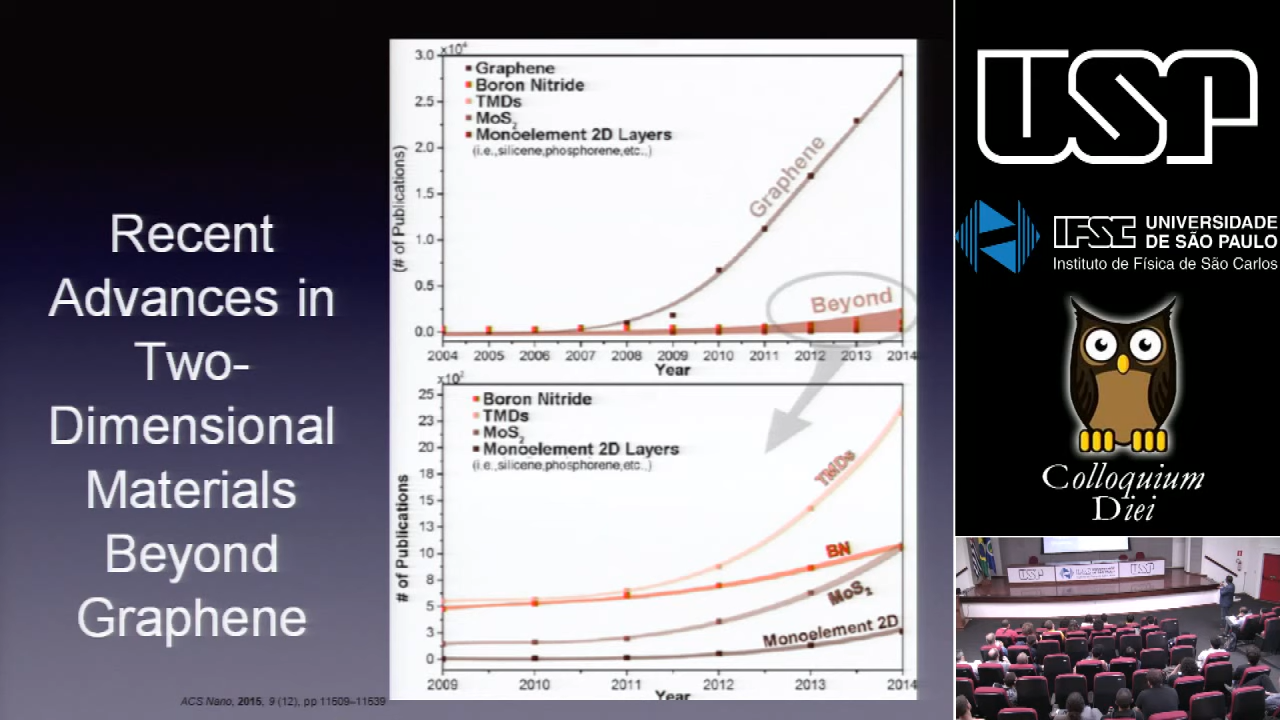 Recent
Advances in
Two-
Dimensional
Materials
Beyond
Graphene
ACS Nano, 2015, 9 (12), pp 11509–11539
x10⁴
3.0
2.5
2.0
1.5
1.0
0.5
0.0
(# of Publications)
Graphene
Boron Nitride
TMDs
MoS₂
Monoelement 2D Layers
(i.e.,silicene,phosphorene,etc..,)
Graphene
Beyond
2004 2005 2006 2007 2008 2009 2010 2011 2012 2013 2014
Year
x10²
25
23
20
18
15
13
10
8
5
3
0
# of Publications
Boron Nitride
TMDs
MoS₂
Monoelement 2D Layers
(i.e.,silicene,phosphorene,etc..,)
TMDs
BN
MoS₂
Monoelement 2D
2009 2010 2011 2012 2013 2014
Year
USP
IFSC UNIVERSIDADE
DE SÃO PAULO
Instituto de Física de São Carlos
Colloquium
Diei
USP
USP